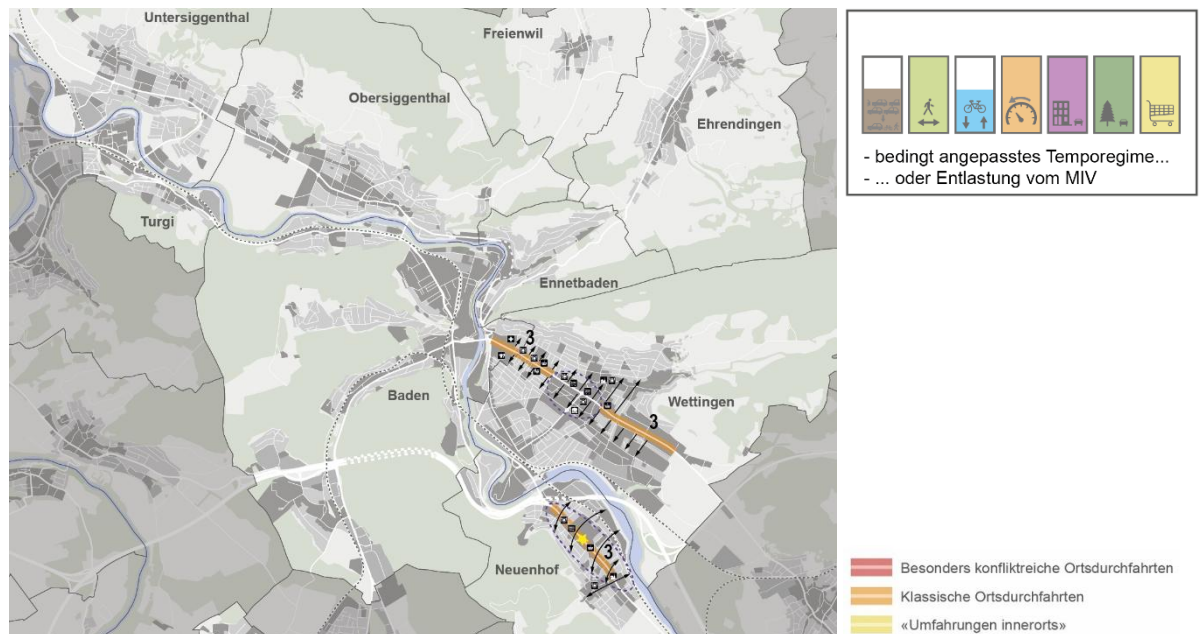 Untersiggenthal
Freienwil
Obersiggenthal
Ehrendingen
Turgi
Ennetbaden
3
Baden
Wettingen
3
Neuenhof
3
- bedingt angepasstes Temporegime...
- ... oder Entlastung vom MIV
Besonders konfliktreiche Ortsdurchfahrten
Klassische Ortsdurchfahrten
«Umfahrungen innerorts»